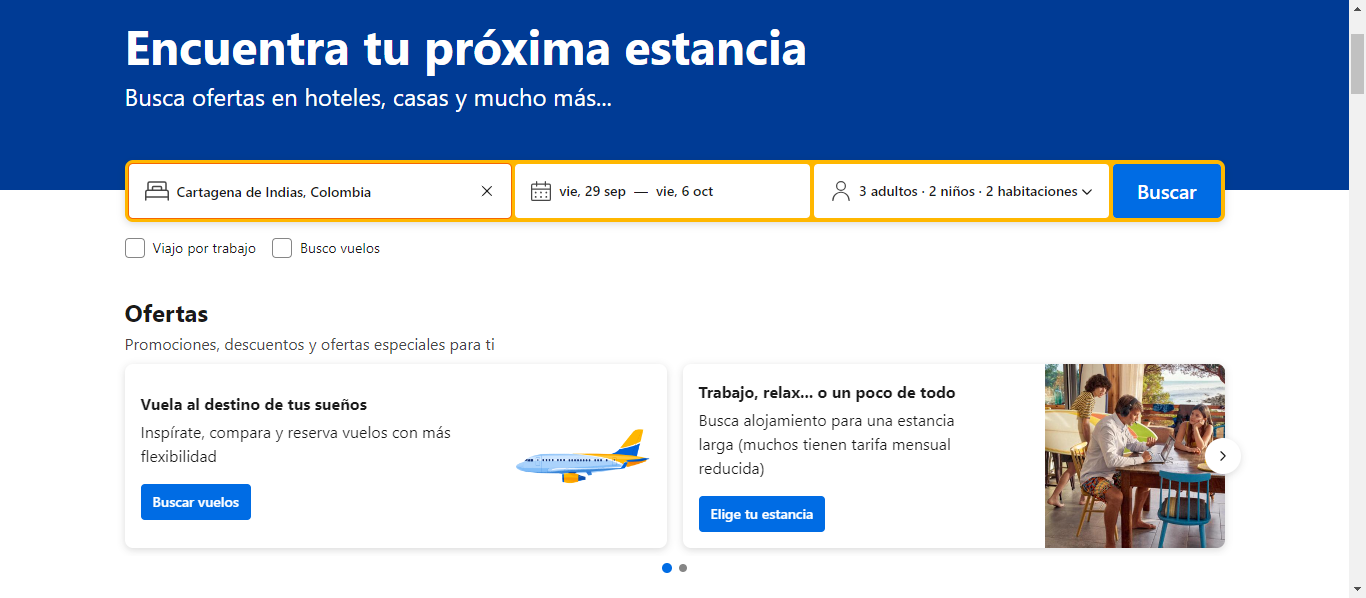 Encuentra tu próxima estancia
Busca ofertas en hoteles, casas y mucho más...
Cartagena de Indias, Colombia
vie, 29 sep — vie, 6 oct
3 adultos · 2 niños · 2 habitaciones
Buscar
Viajo por trabajo
Busco vuelos
Ofertas
Promociones, descuentos y ofertas especiales para ti
Vuela al destino de tus sueños
Inspírate, compara y reserva vuelos con más
flexibilidad
Buscar vuelos
Trabajo, relax... o un poco de todo
Busca alojamiento para una estancia
larga (muchos tienen tarifa mensual
reducida)
Elige tu estancia